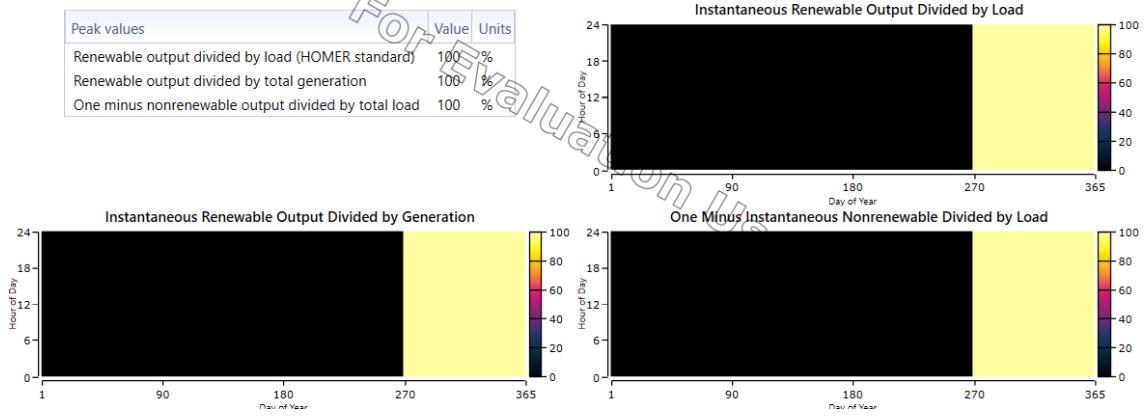 Peak values Value Units
Renewable output divided by load (HOMER standard) 100 %
Renewable output divided by total generation 100 %
One minus nonrenewable output divided by total load 100 %
For Evaluation Us
Instantaneous Renewable Output Divided by Load
Hour of Day
24
18
12
6
0
1 90 180 270 365
Day of Year
100
80
60
40
20
0
Instantaneous Renewable Output Divided by Generation
Hour of Day
24
18
12
6
0
1 90 180 270 365
Day of Year
100
80
60
40
20
0
One Minus Instantaneous Nonrenewable Divided by Load
Hour of Day
24
18
12
6
0
1 90 180 270 365
Day of Year
100
80
60
40
20
0